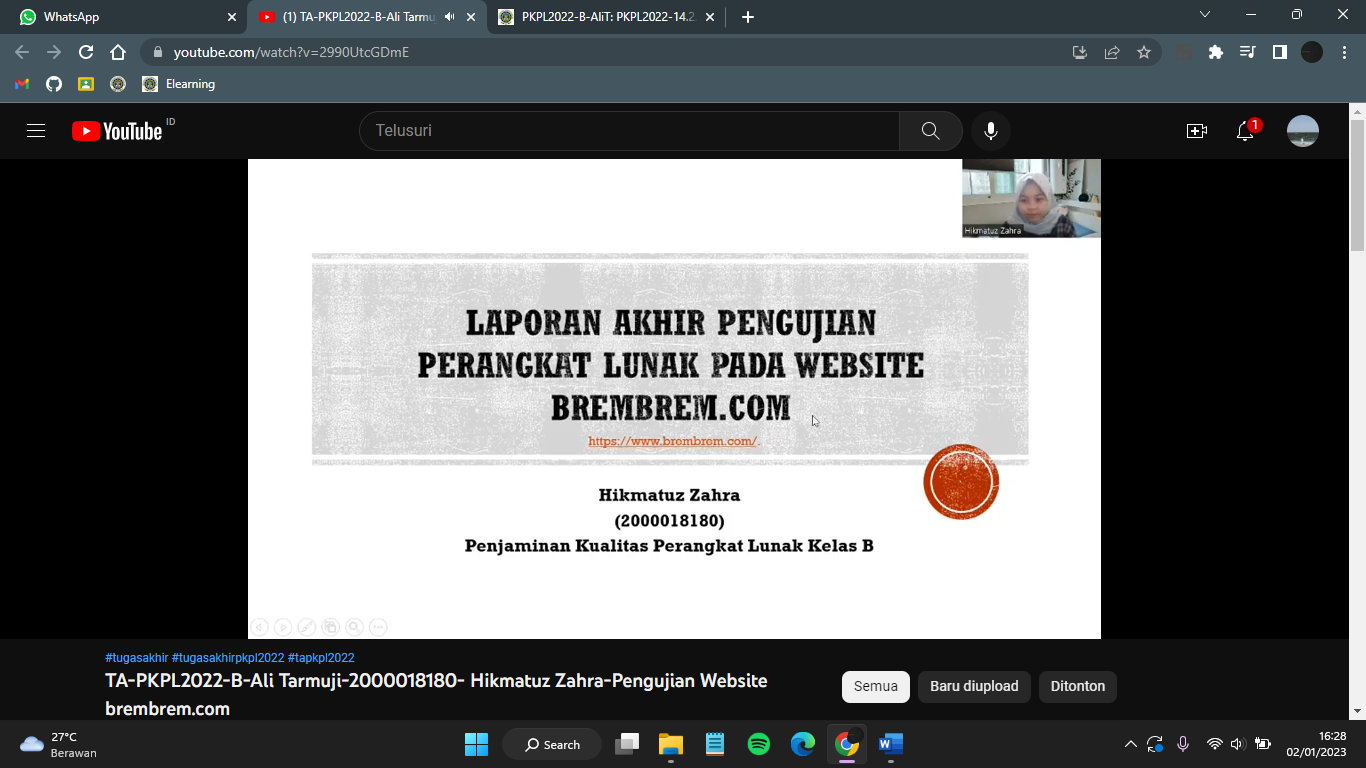 WhatsApp
(1) TA-PKPL2022-B-Ali Tarmu
PKPL2022-B-AliT: PKPL2022-14.2
youtube.com/watch?v=2990UtcGDmE
Elearning
YouTube ID
Telusuri
1
Hikmatuz Zahra
LAPORAN AKHIR PENGUJIAN
PERANGKAT LUNAK PADA WEBSITE
BREMBREM.COM
https://www.brembrem.com/.
Hikmatuz Zahra
(2000018180)
Penjaminan Kualitas Perangkat Lunak Kelas B
#tugasakhir #tugasakhirpkpl2022 #tapkpl2022
TA-PKPL2022-B-Ali Tarmuji-2000018180- Hikmatuz Zahra-Pengujian Website
brembrem.com
Semua
Baru diupload
Ditonton
27°C
Berawan
Search
16:28
02/01/2023